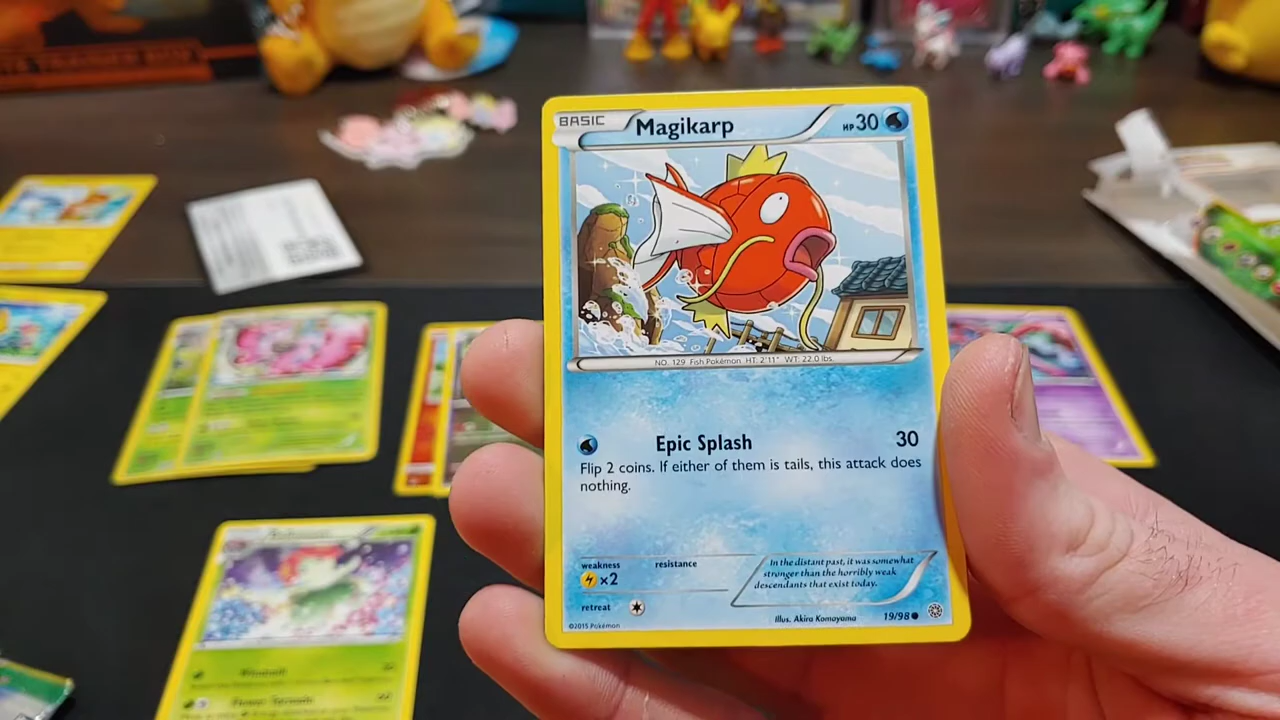 BASIC Magikarp HP 30
NO. 129 Fish Pokémon HT: 2'11" WT: 22.0 lbs.
Epic Splash 30
Flip 2 coins. If either of them is tails, this attack does
nothing.
weakness resistance
×2
In the distant past, it was somewhat
stronger than the horribly weak
descendants that exist today.
retreat
©2015 Pokémon
Illus. Akira Komayama 19/98